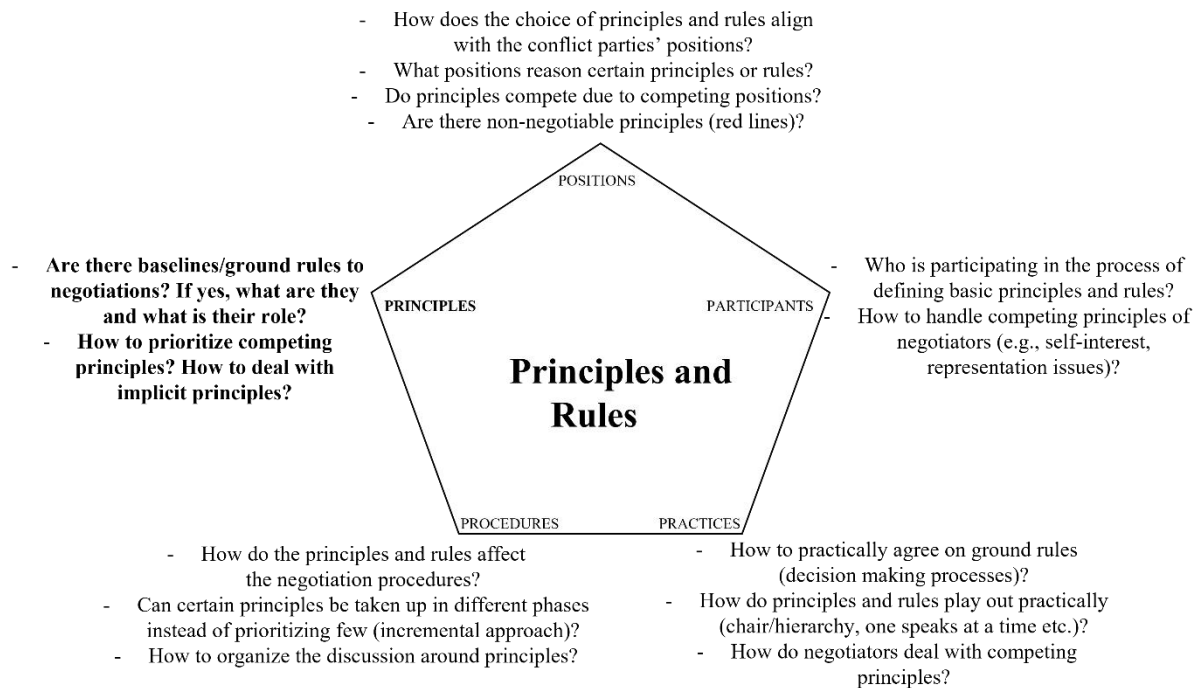 - How does the choice of principles and rules align
with the conflict parties’ positions?
- What positions reason certain principles or rules?
- Do principles compete due to competing positions?
- Are there non-negotiable principles (red lines)?
POSITIONS
- Are there baselines/ground rules to
negotiations? If yes, what are they
and what is their role?
- How to prioritize competing
principles? How to deal with
implicit principles?
PRINCIPLES
PARTICIPANTS
- Who is participating in the process of
defining basic principles and rules?
- How to handle competing principles of
negotiators (e.g., self-interest,
representation issues)?
Principles and
Rules
PROCEDURES
PRACTICES
- How do the principles and rules affect
the negotiation procedures?
- Can certain principles be taken up in different phases
instead of prioritizing few (incremental approach)?
- How to organize the discussion around principles?
- How to practically agree on ground rules
(decision making processes)?
- How do principles and rules play out practically
(chair/hierarchy, one speaks at a time etc.)?
- How do negotiators deal with competing
principles?